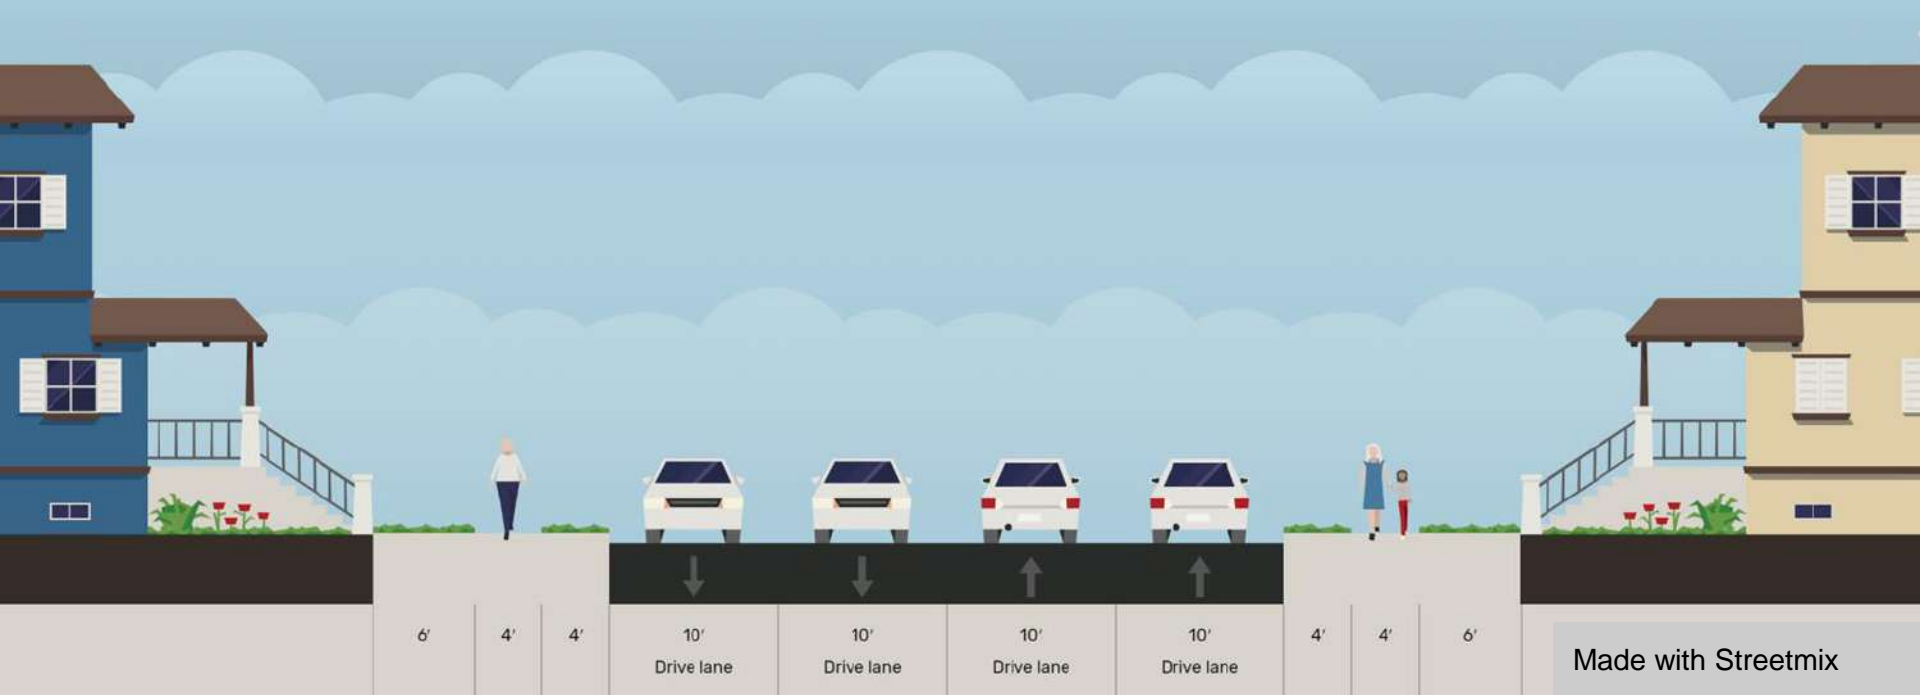 6' 4' 4' 10' 10' 10' 10' 4' 4' 6'
Drive lane Drive lane Drive lane Drive lane
Made with Streetmix